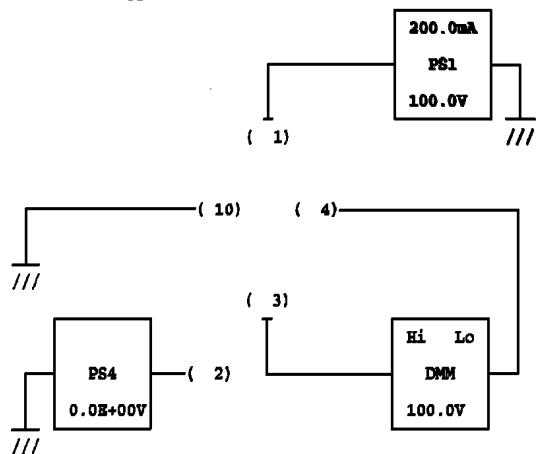 200.0mA
PS1
100.0V
( 1)
( 10)
( 4)
( 3)
Hi Lo
PS4
( 2)
DMM
0.0E+00V
100.0V